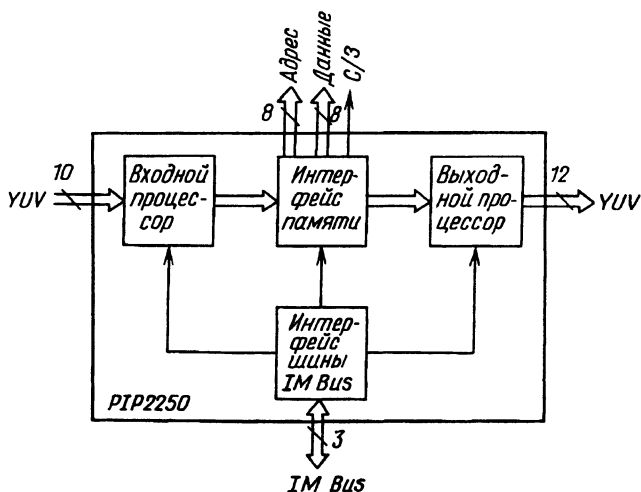 Адрес
Данные
С/З
8
8
10
YUV
Входной
процес-
сор
Интер-
фейс
памяти
Выход-
ной про-
цессор
12
YUV
Интер-
фейс
шины
IM Bus
PIP2250
3
IM Bus